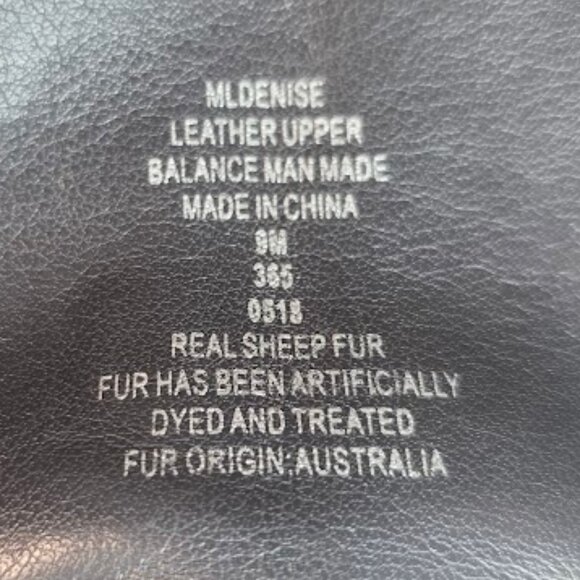 MLDENISE
LEATHER UPPER
BALANCE MAN MADE
MADE IN CHINA
9M
365
0518
REAL SHEEP FUR
FUR HAS BEEN ARTIFICIALLY
DYED AND TREATED
FUR ORIGIN:AUSTRALIA